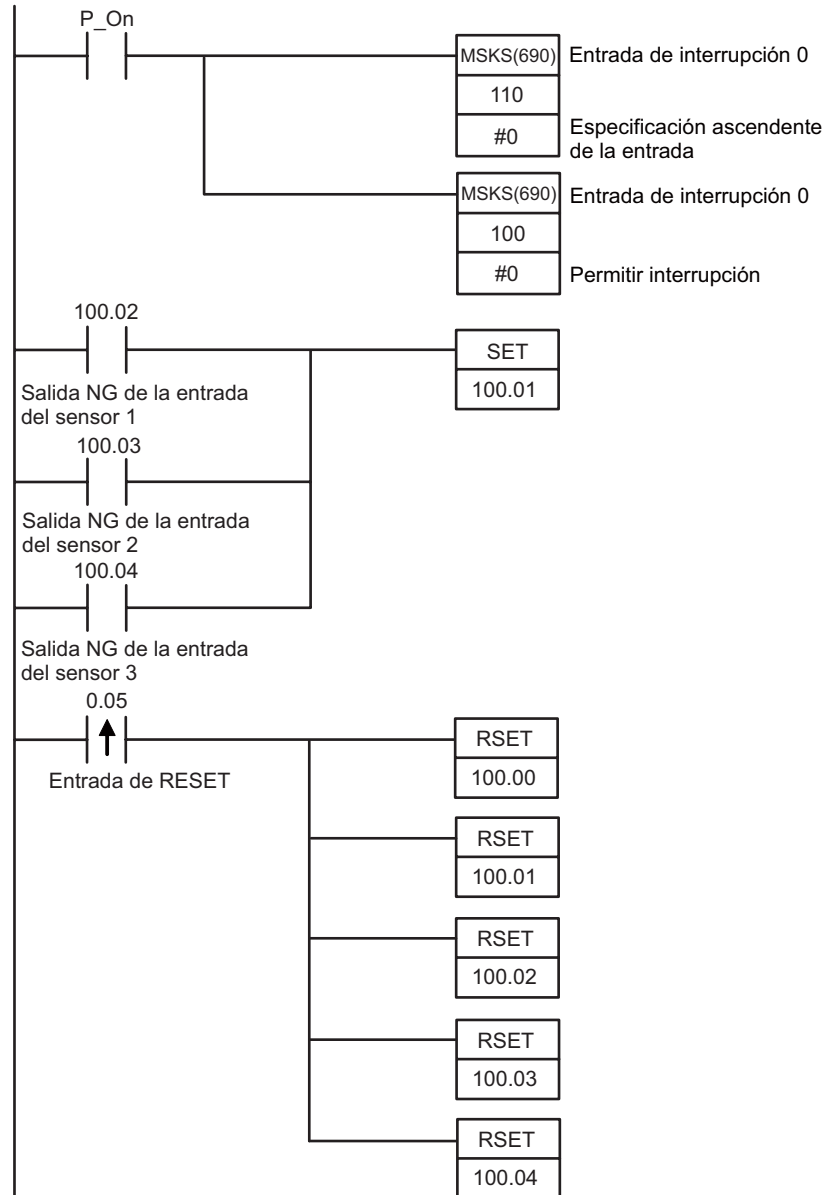 P_On
MSKS(690) Entrada de interrupción 0
110
#0 Especificación ascendente
de la entrada
MSKS(690) Entrada de interrupción 0
100
#0 Permitir interrupción
100.02
SET
100.01
Salida NG de la entrada
del sensor 1
100.03
Salida NG de la entrada
del sensor 2
100.04
Salida NG de la entrada
del sensor 3
0.05
Entrada de RESET
RSET
100.00
RSET
100.01
RSET
100.02
RSET
100.03
RSET
100.04